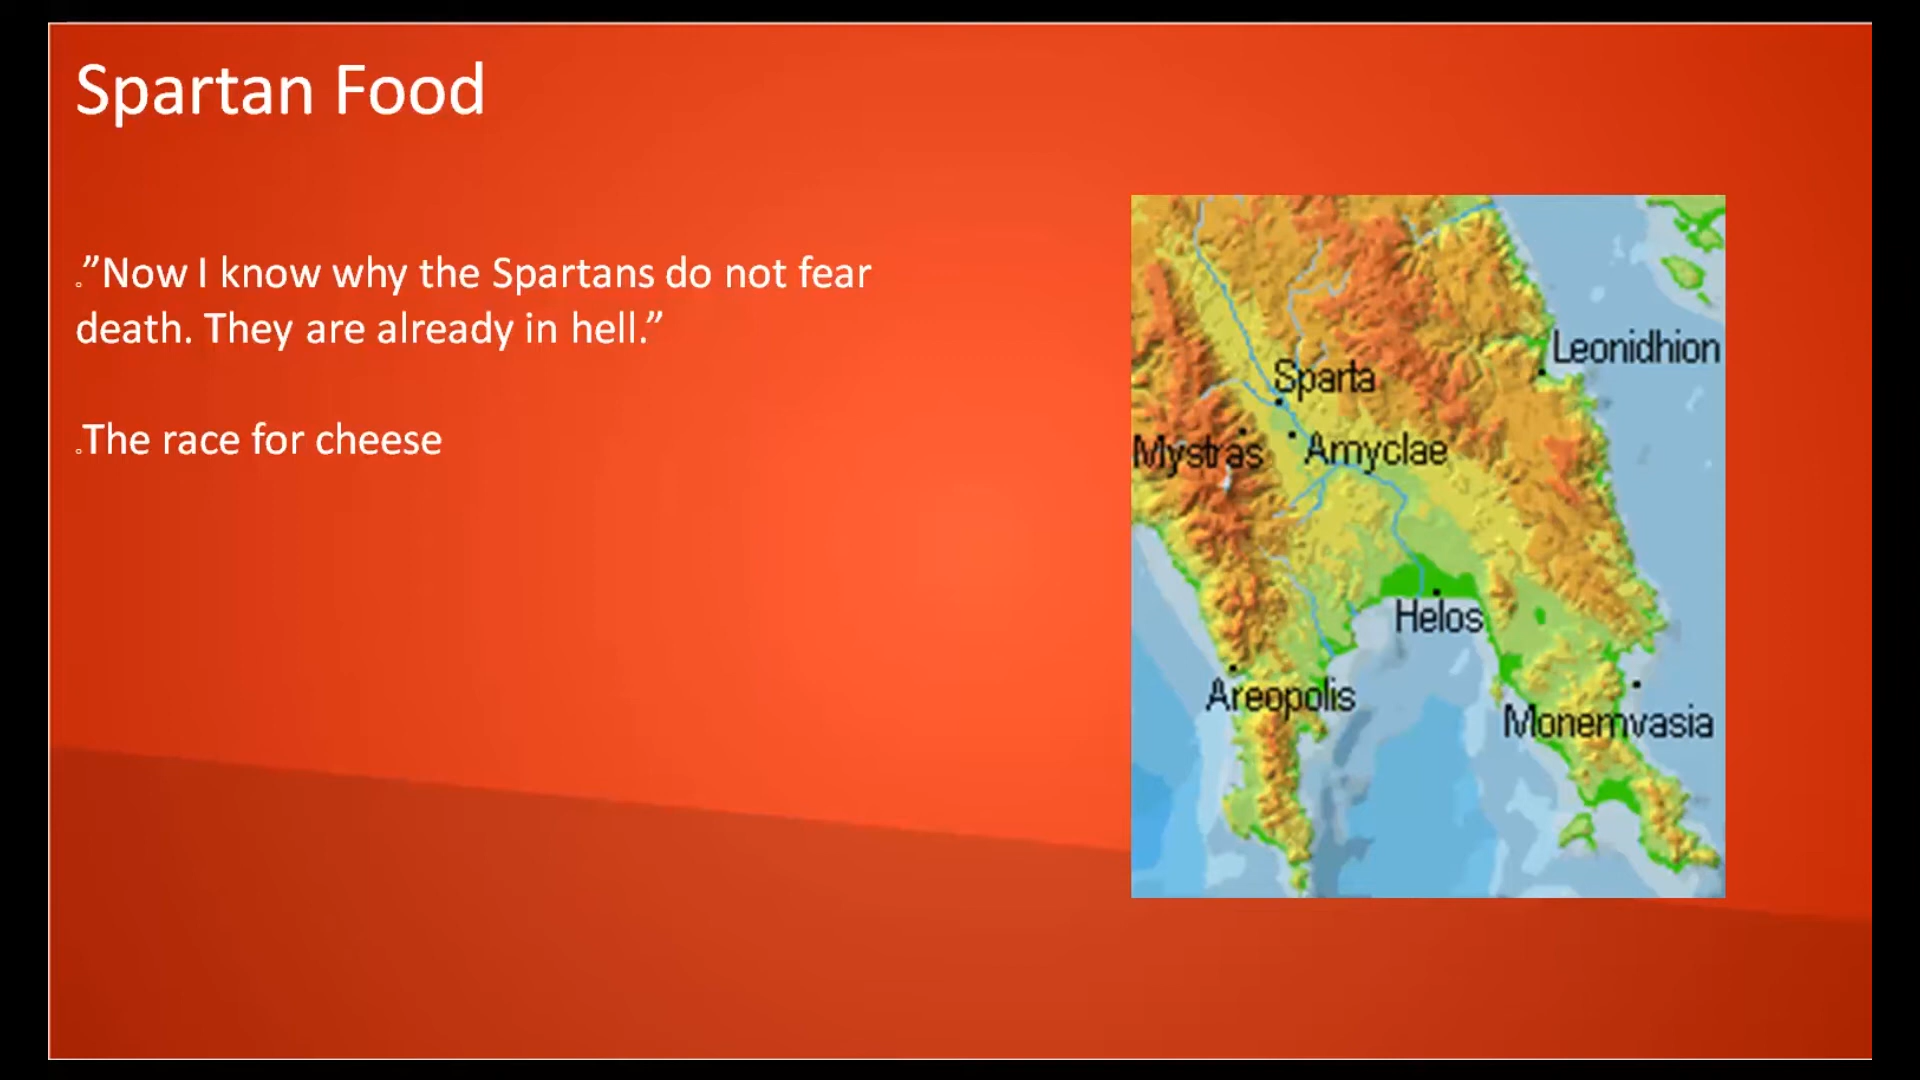 Spartan Food
”Now I know why the Spartans do not fear
death. They are already in hell.”
The race for cheese
Leonidhion
Sparta
Mystras
Amyclae
Helos
Areopolis
Monemvasia